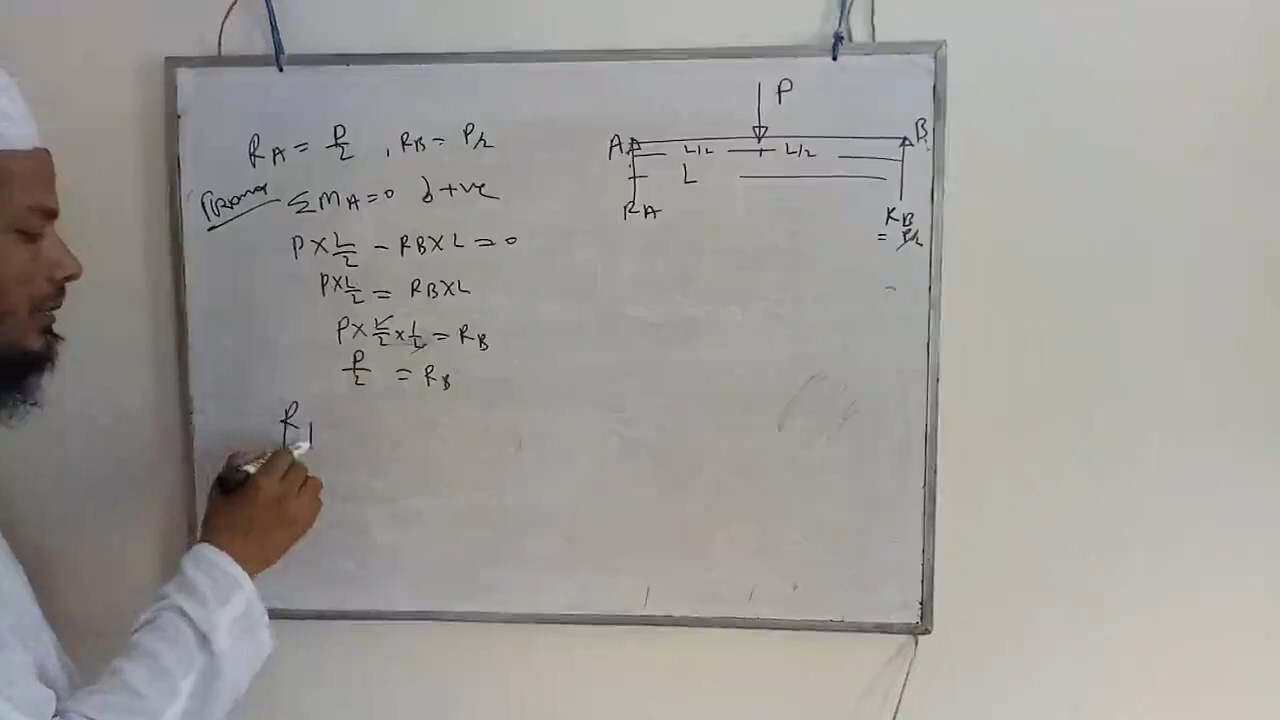 RA = P/2 , RB = P/2
ΣMA=0 +ve
P × L/2 - RB×L = 0
P×L/2 = RB×L
P × L/2 × 1/L = RB
P/2 = RB
R
P
A B
L/2 L/2
L
RA RB
= P/2